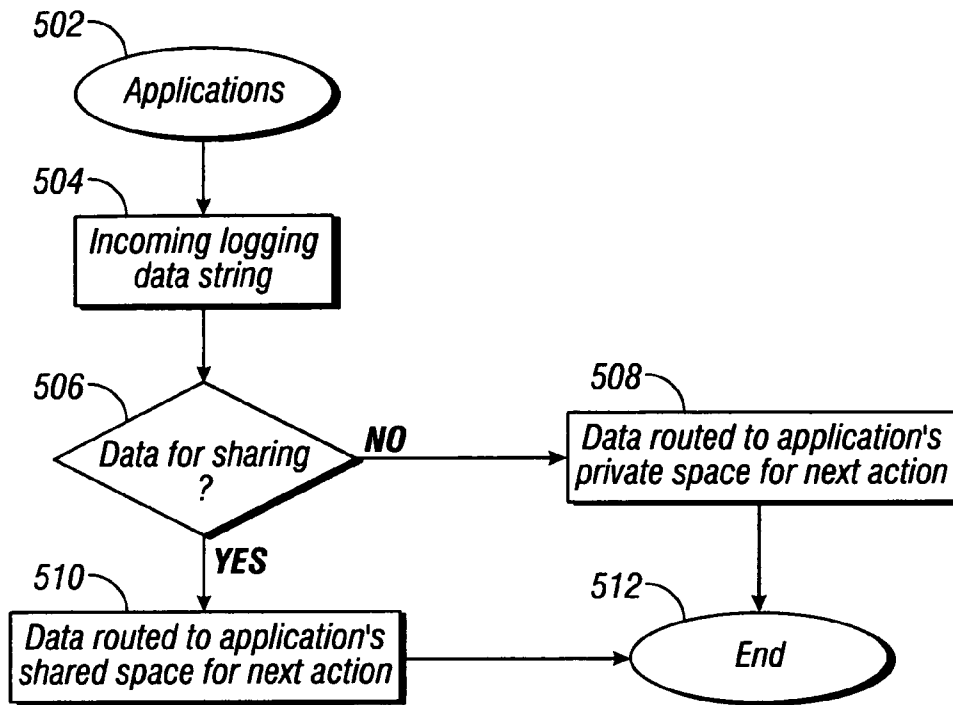 502
Applications
504
Incoming logging
data string
506
Data for sharing
?
NO
508
Data routed to application's
private space for next action
YES
510
Data routed to application's
shared space for next action
512
End